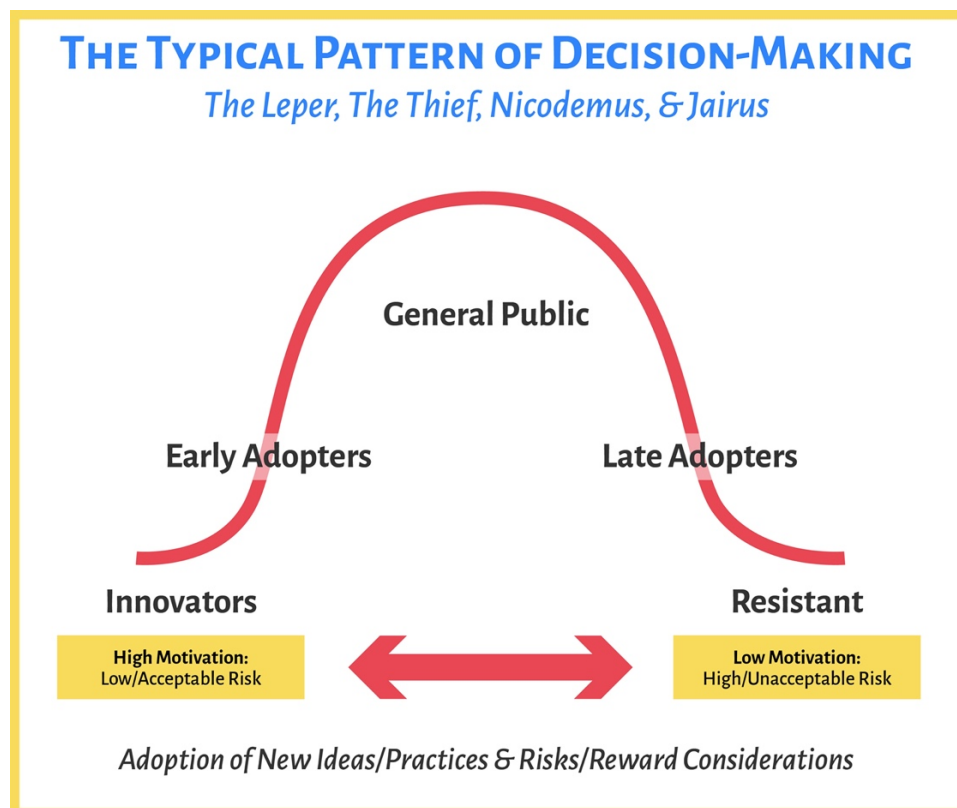 The Typical Pattern of Decision-Making
The Leper, The Thief, Nicodemus, & Jairus
General Public
Early Adopters
Late Adopters
Innovators
Resistant
High Motivation:
Low/Acceptable Risk
Low Motivation:
High/Unacceptable Risk
Adoption of New Ideas/Practices & Risks/Reward Considerations